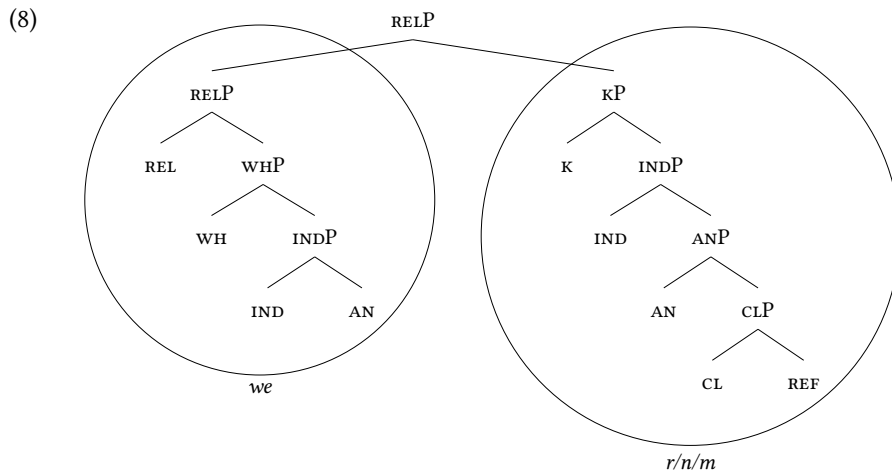 (8) RELP
RELP KP
REL WHP K INDP
WH INDP IND ANP
IND AN AN CLP
we CL REF
r/n/m